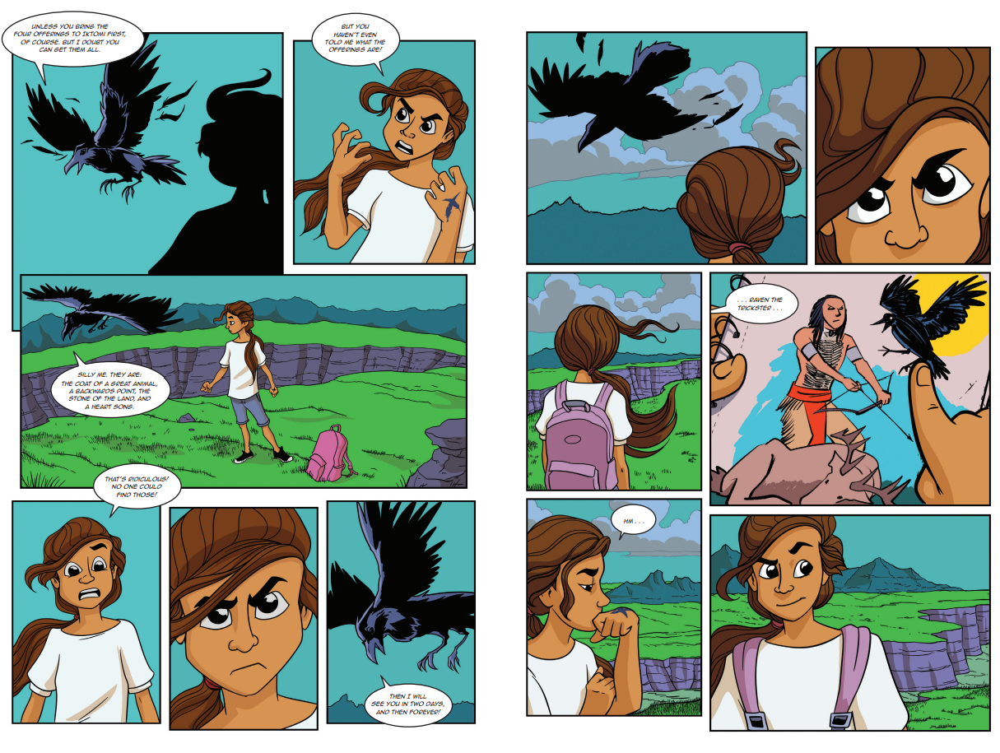 UNLESS YOU BRING THE
FOUR OFFERINGS TO IKTOMI FIRST,
OF COURSE. BUT I DOUBT YOU
CAN GET THEM ALL.
BUT YOU
HAVEN'T EVEN
TOLD ME WHAT THE
OFFERINGS ARE!
SILLY ME. THEY ARE:
THE COAT OF A GREAT ANIMAL,
A BACKWARDS POINT, THE
STONE OF THE LAND, AND
A HEART SONG.
THAT'S RIDICULOUS!
NO ONE COULD
FIND THOSE!
THEN I WILL
SEE YOU IN TWO DAYS,
AND THEN FOREVER!
. . . RAVEN THE
TRICKSTER . . .
HM . . .